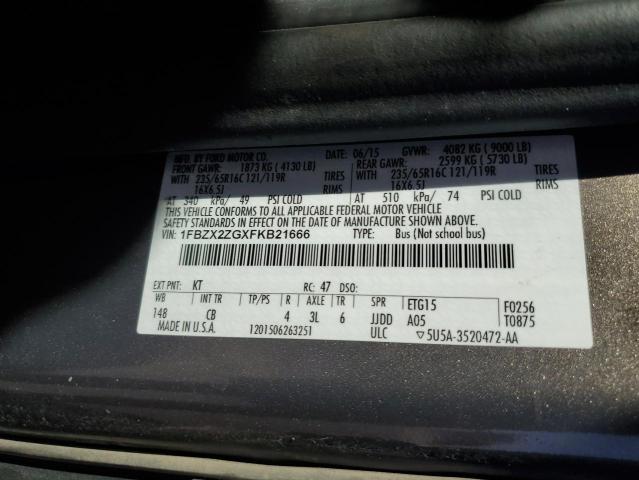 MFD. BY FORD MOTOR CO. DATE: 06/15 GVWR: 4082 KG ( 9000 LB)
FRONT GAWR: 1873 KG ( 4130 LB) REAR GAWR: 2599 KG ( 5730 LB)
WITH 235/65R16C 121/119R TIRES WITH 235/65R16C 121/119R TIRES
16X6.5J RIMS 16X6.5J RIMS
AT 340 kPa/ 49 PSI COLD AT 510 kPa/ 74 PSI COLD
THIS VEHICLE CONFORMS TO ALL APPLICABLE FEDERAL MOTOR VEHICLE
SAFETY STANDARDS IN EFFECT ON THE DATE OF MANUFACTURE SHOWN ABOVE.
VIN: 1FBZX2ZGXFKB21666 TYPE: Bus (Not school bus)
EXT PNT: KT RC: 47 DSO:
WB INT TR TP/PS R AXLE TR SPR ETG15 F0256
148 CB 4 3L 6 JJDD A05 T0875
MADE IN U.S.A. 1201506263251 ULC ▽5U5A-3520472-AA